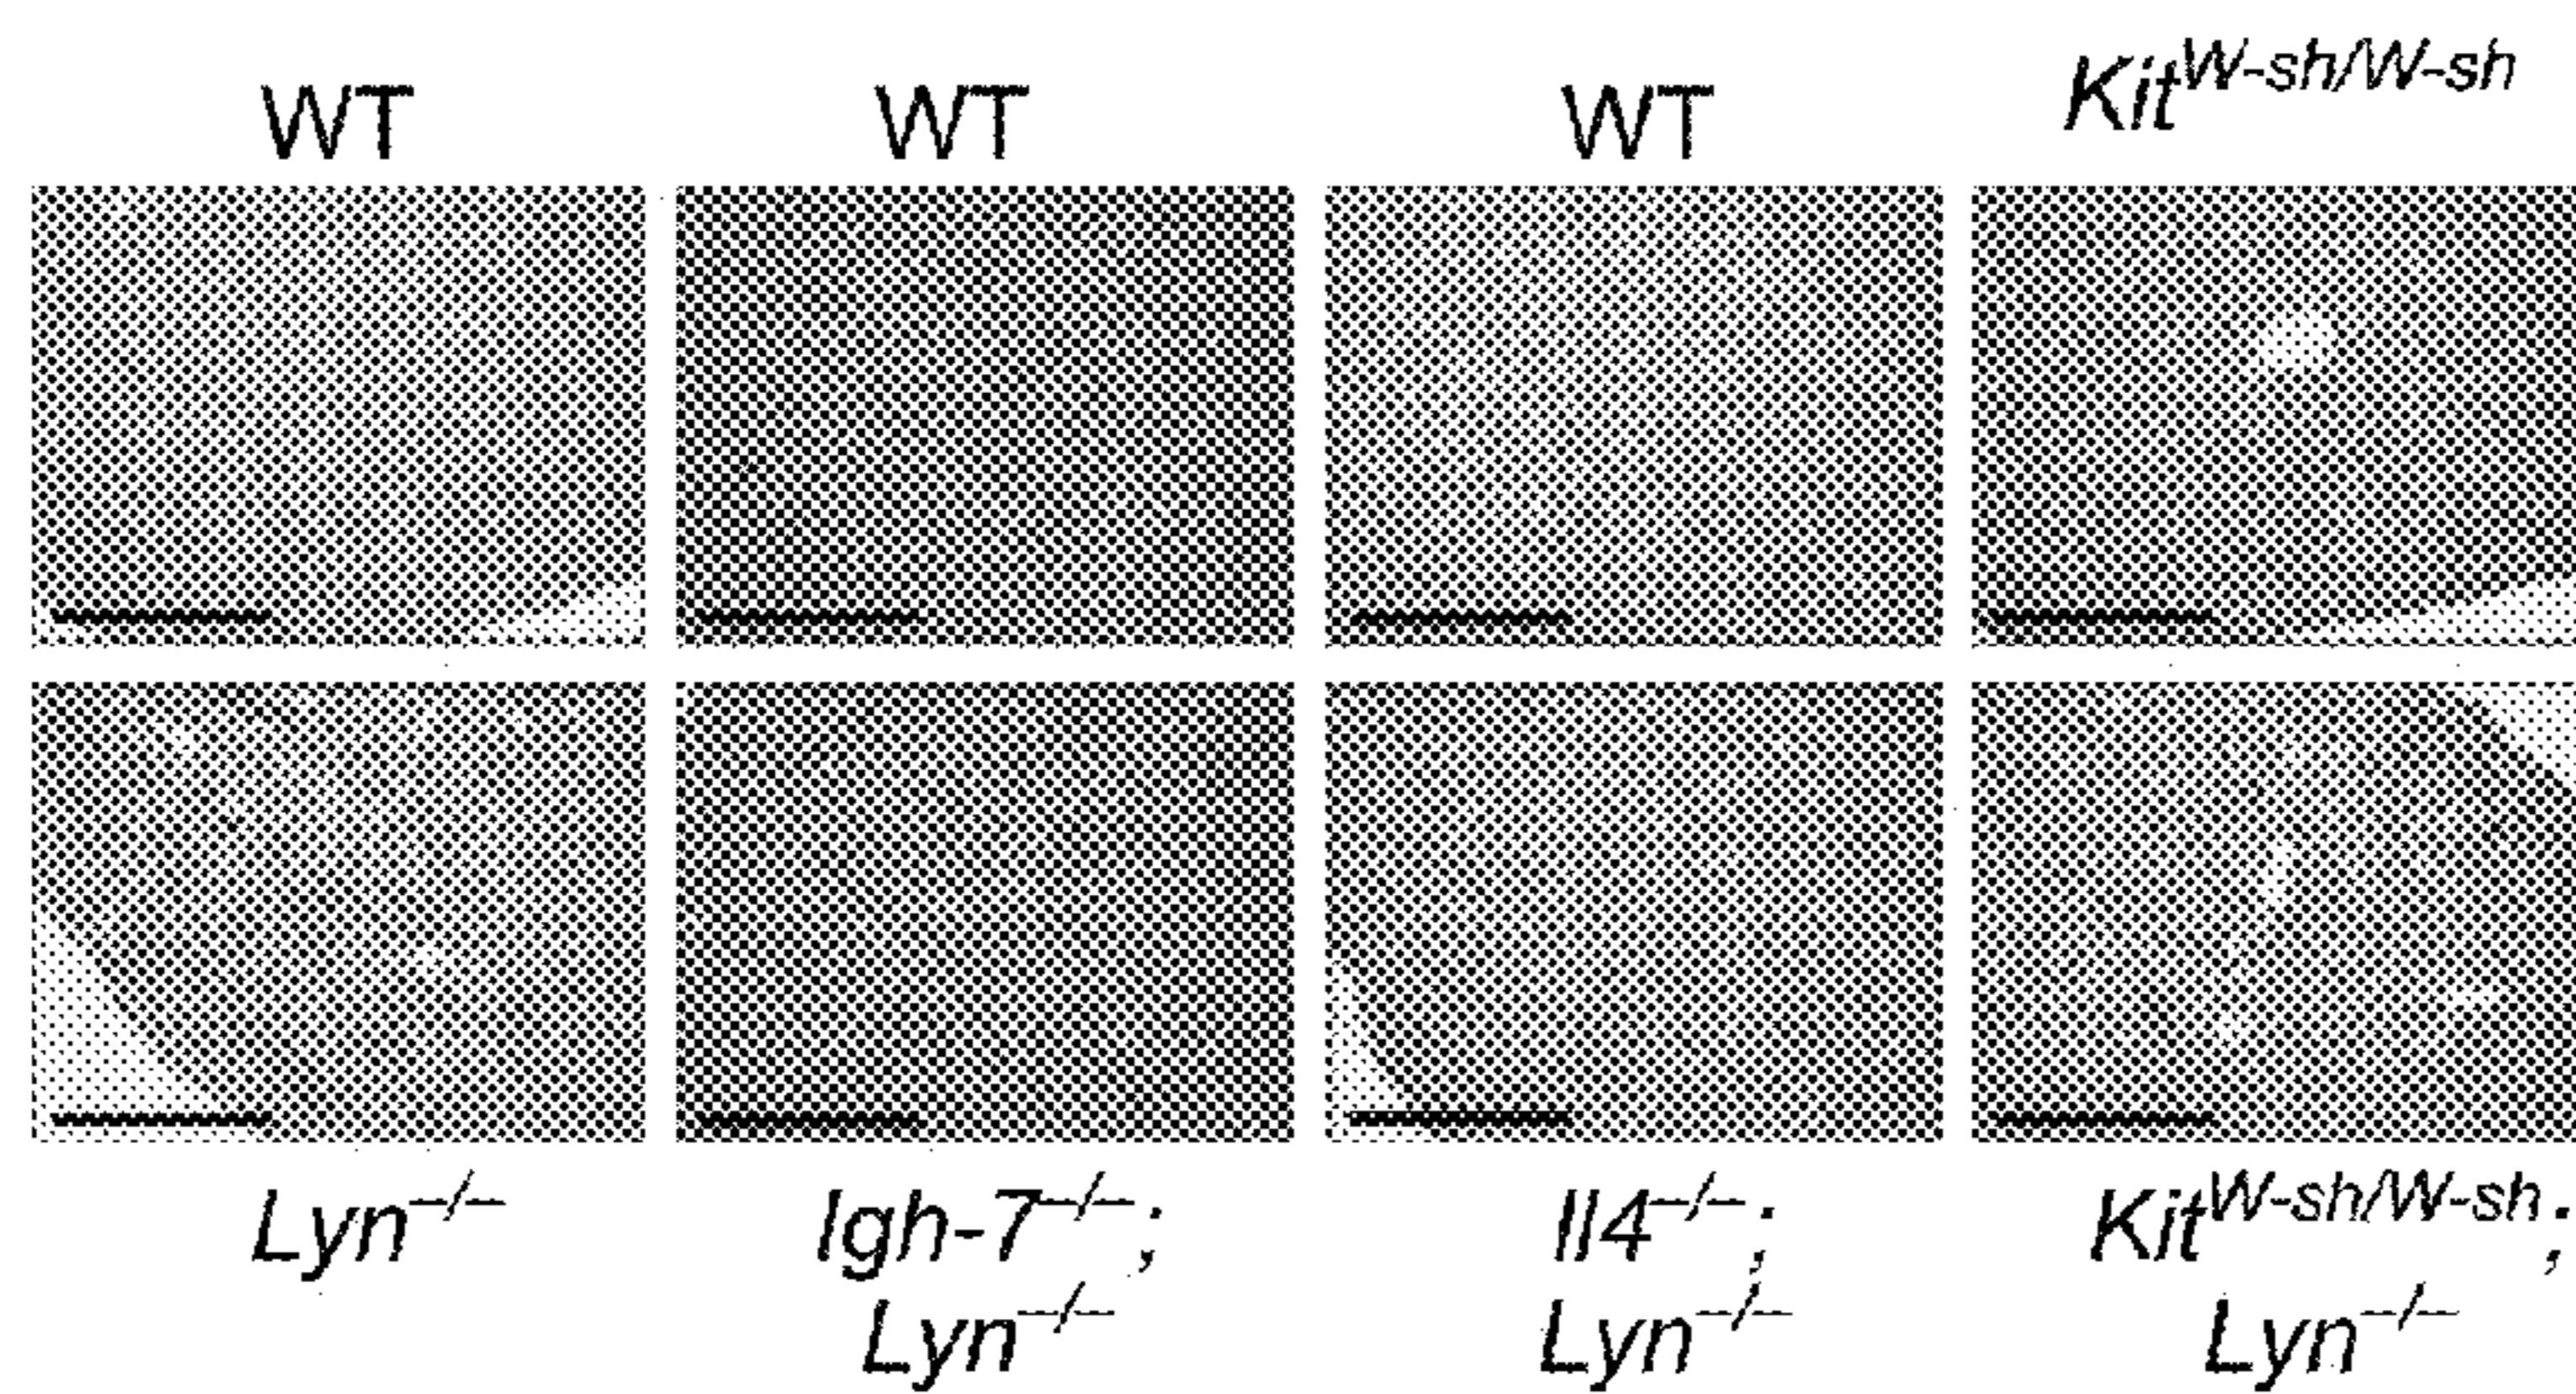 WT WT WT Kit^W-sh/W-sh
Lyn^–/– Igh-7^–/–; Il4^–/–; Kit^W-sh/W-sh;
Lyn^–/– Lyn^–/– Lyn^–/–